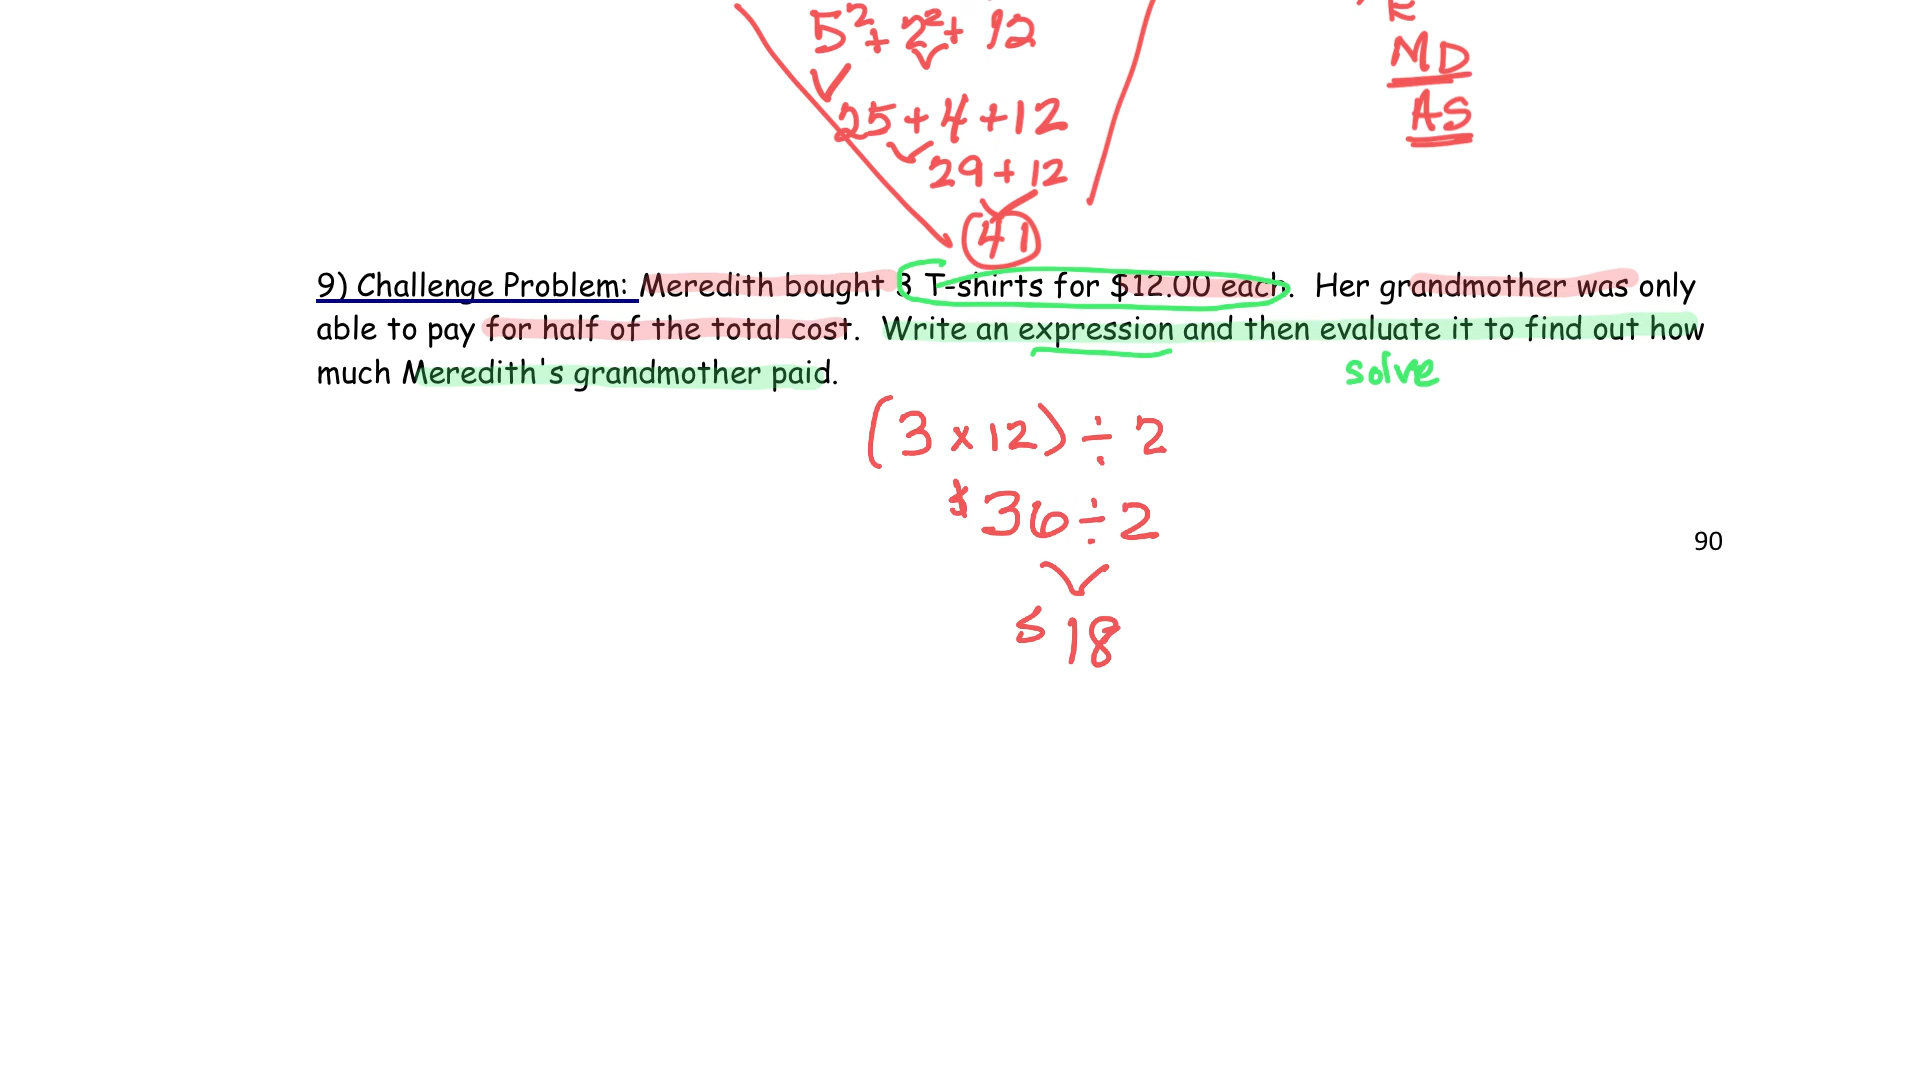 5² + 2² + 12
E
MD
25 + 4 + 12
AS
29 + 12
41
9) Challenge Problem: Meredith bought 3 T-shirts for $12.00 each. Her grandmother was only
able to pay for half of the total cost. Write an expression and then evaluate it to find out how
much Meredith's grandmother paid.
solve
(3 x 12) ÷ 2
$36 ÷ 2
90
$18